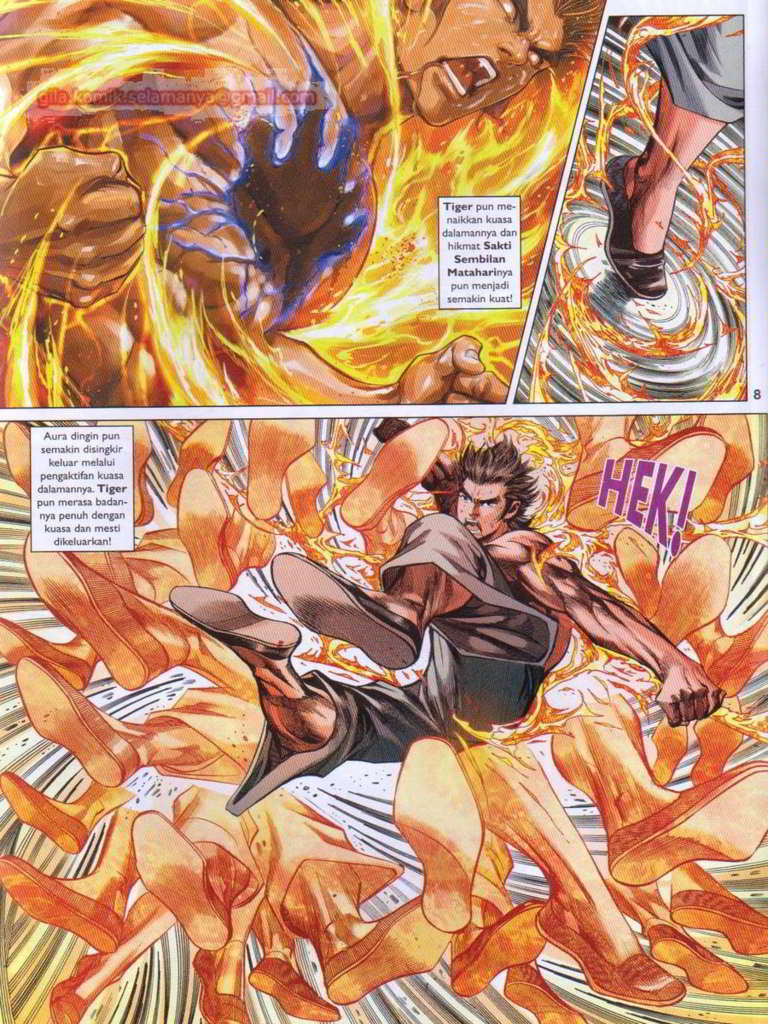 gila.komik.selamanya@gmail.com
Tiger pun me-
naikkan kuasa
dalamannya dan
hikmat Sakti
Sembilan
Mataharinya
pun menjadi
semakin kuat!
8
Aura dingin pun
semakin disingkir
keluar melalui
pengaktifan kuasa
dalamannya. Tiger
pun merasa badan-
nya penuh dengan
kuasa dan mesti
dikeluarkan!
HEK!